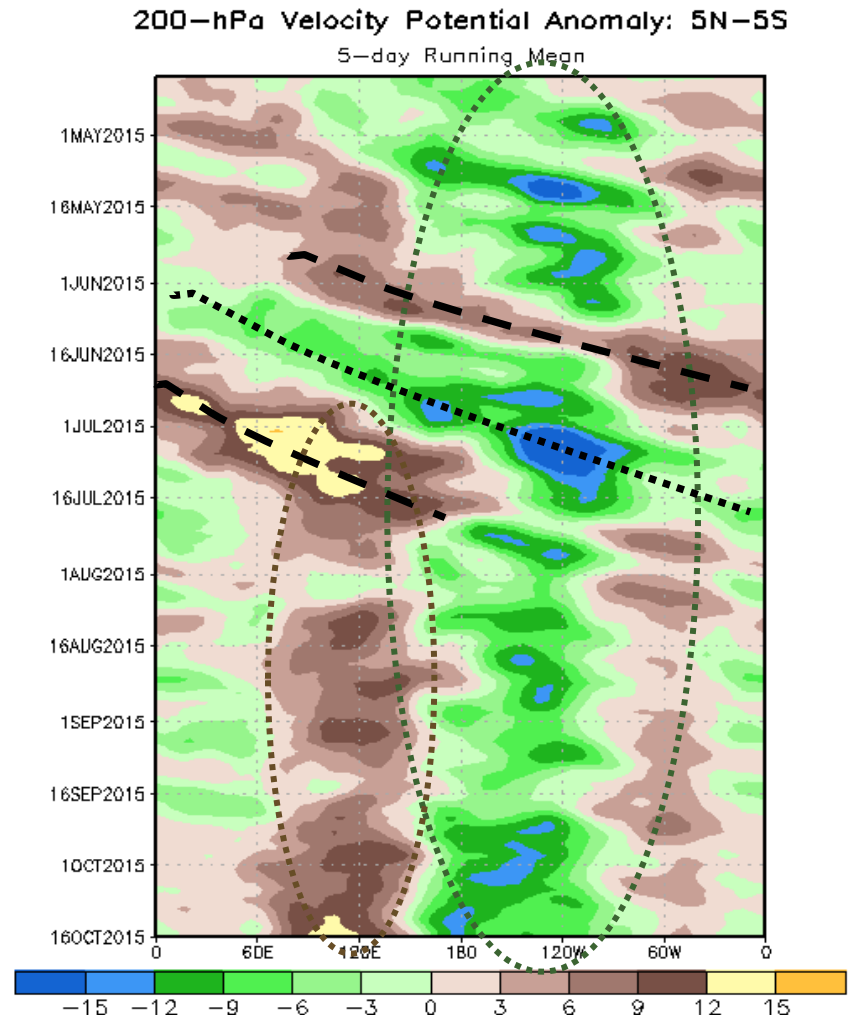 200-hPa Velocity Potential Anomaly: 5N-5S
5-day Running Mean
1MAY2015
16MAY2015
1JUN2015
16JUN2015
1JUL2015
16JUL2015
1AUG2015
16AUG2015
1SEP2015
16SEP2015
1OCT2015
16OCT2015
0 60E 120E 180 120W 60W 0
-15 -12 -9 -6 -3 0 3 6 9 12 15